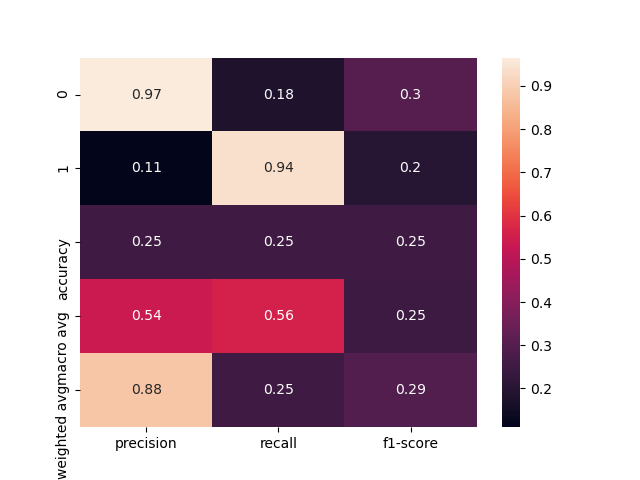 0 0.97 0.18 0.3
1 0.11 0.94 0.2
accuracy 0.25 0.25 0.25
macro avg 0.54 0.56 0.25
weighted avg 0.88 0.25 0.29
precision recall f1-score
0.9
0.8
0.7
0.6
0.5
0.4
0.3
0.2